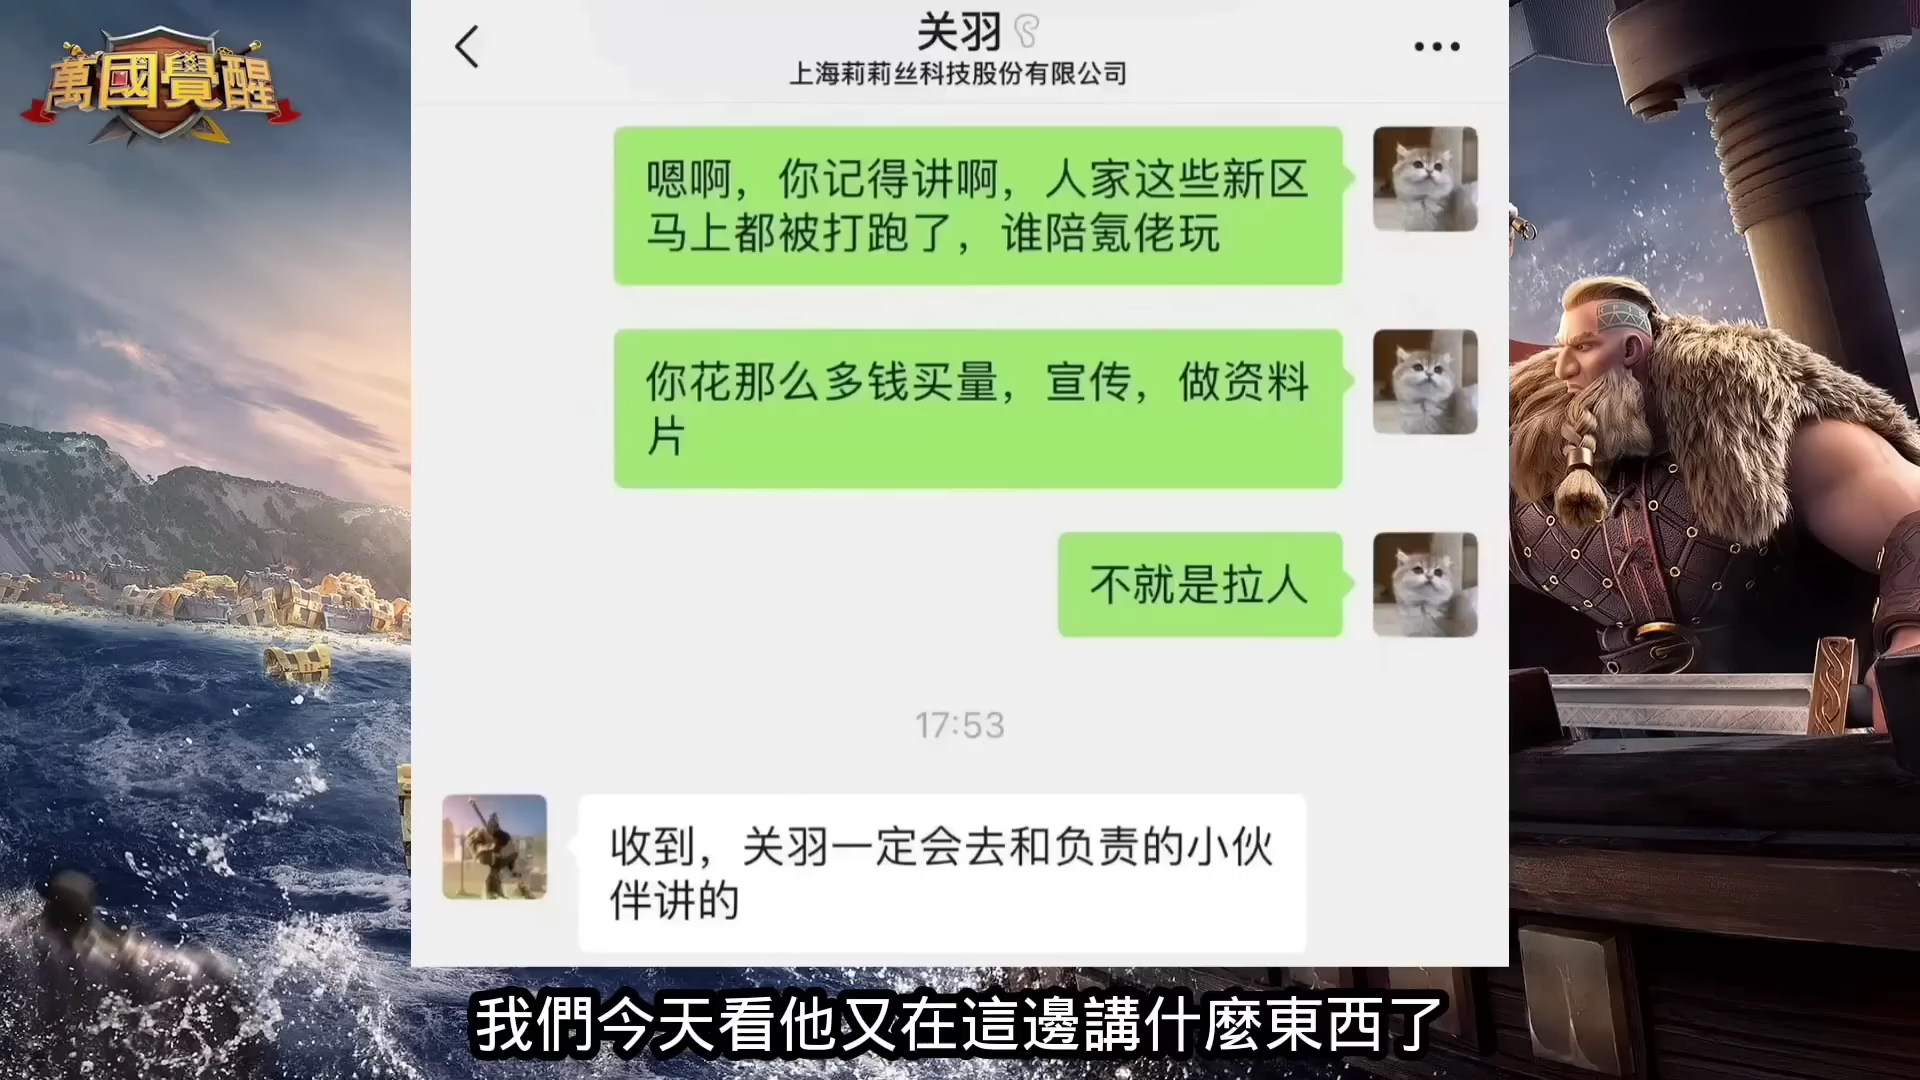 萬國覺醒
关羽
上海莉莉丝科技股份有限公司
嗯啊，你记得讲啊，人家这些新区
马上都被打跑了，谁陪氪佬玩
你花那么多钱买量，宣传，做资料
片
不就是拉人
17:53
收到，关羽一定会去和负责的小伙
伴讲的
我們今天看他又在這邊講什麼東西了